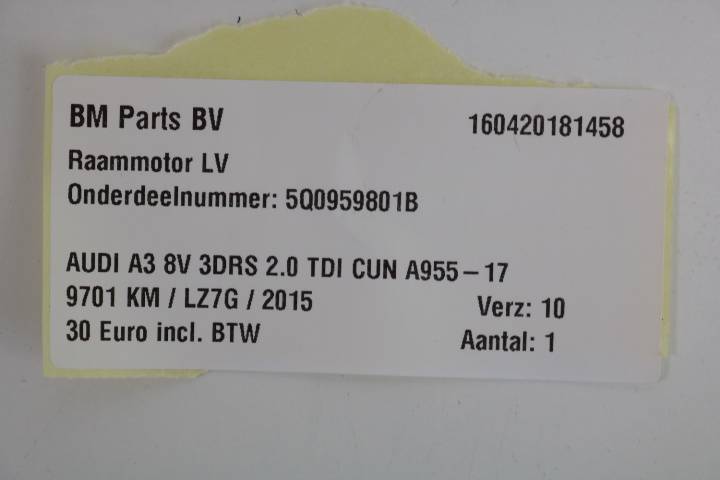 BM Parts BV 160420181458
Raammotor LV
Onderdeelnummer: 5Q0959801B
AUDI A3 8V 3DRS 2.0 TDI CUN A955-17
9701 KM / LZ7G / 2015 Verz: 10
30 Euro incl. BTW Aantal: 1